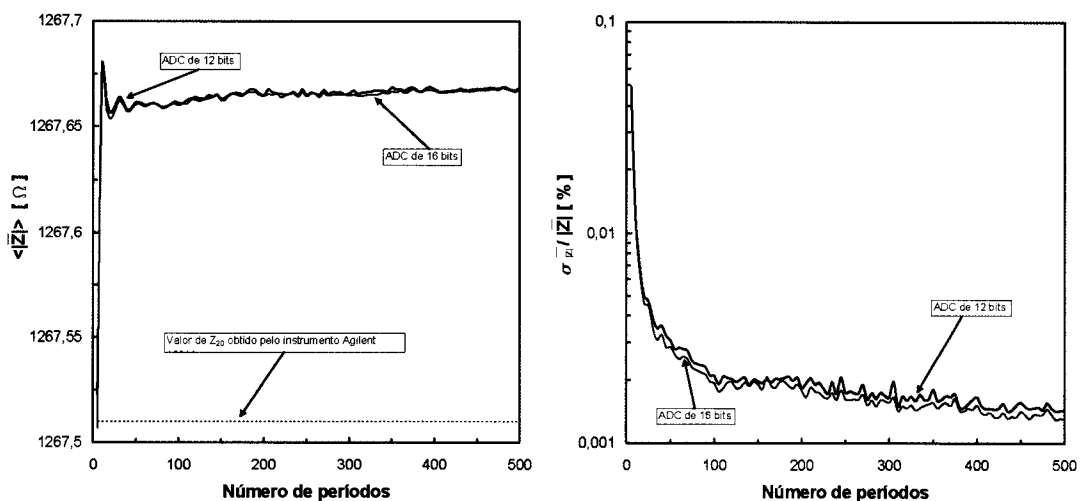 1267,7
1267,65
1267,6
1267,55
1267,5
<|Z|> [ Ω ]
ADC de 12 bits
ADC de 16 bits
Valor de Z20 obtido pelo instrumento Agilent
0 100 200 300 400 500
Número de períodos
0,1
0,01
0,001
σ|Z| / |Z| [ % ]
ADC de 12 bits
ADC de 16 bits
0 100 200 300 400 500
Número de períodos